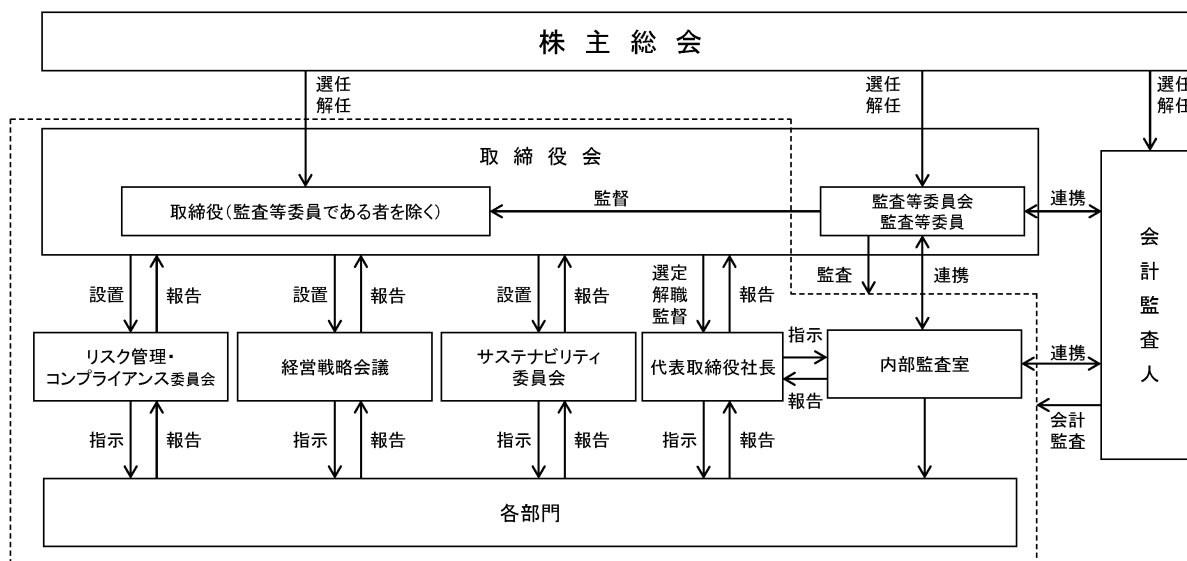 株主総会
選任
解任
選任
解任
選任
解任
取締役会
取締役（監査等委員である者を除く）
監督
監査等委員会
監査等委員
連携
会計監査人
設置
報告
設置
報告
設置
報告
選定
解職
監督
報告
監査
連携
リスク管理・
コンプライアンス委員会
経営戦略会議
サステナビリティ
委員会
代表取締役社長
指示
報告
内部監査室
連携
会計
監査
指示
報告
指示
報告
指示
報告
指示
報告
各部門